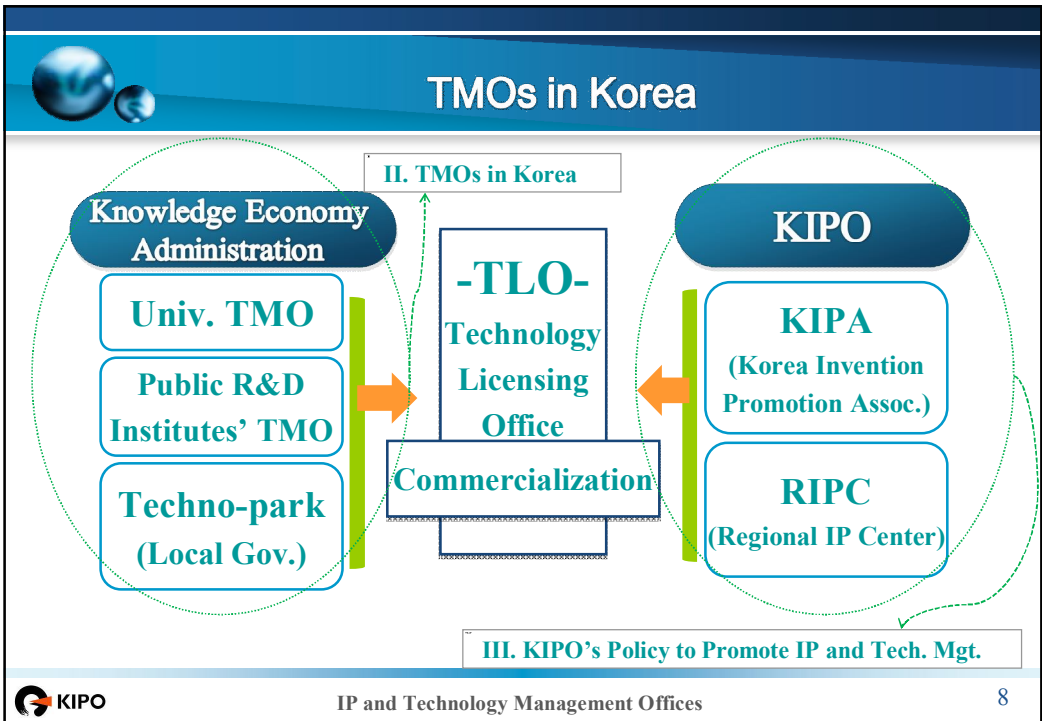 TMOs in Korea
II. TMOs in Korea
Knowledge Economy
Administration
Univ. TMO
Public R&D
Institutes’ TMO
Techno-park
(Local Gov.)
-TLO-
Technology
Licensing
Office
Commercialization
KIPO
KIPA
(Korea Invention
Promotion Assoc.)
RIPC
(Regional IP Center)
III. KIPO’s Policy to Promote IP and Tech. Mgt.
KIPO
IP and Technology Management Offices
8